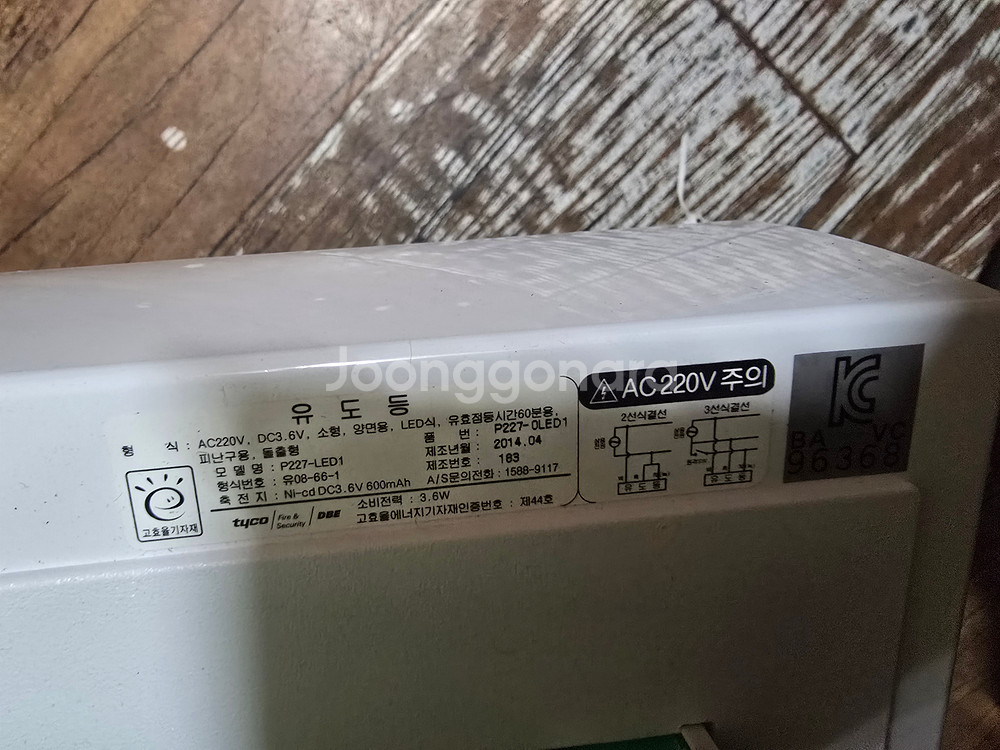 Joonggonara
유 도 등
형 식 : AC220V, DC3.6V, 소형, 양면용, LED식, 유효점등시간60분용,
피난구용, 돌출형
품 번 : P227-0LED1
모 델 명 : P227-LED1
제조년월 : 2014.04
형식번호 : 유08-66-1
제조번호 : 183
축 전 지 : Ni-cd DC3.6V 600mAh
A/S문의전화 : 1588-9117
소비전력 : 3.6W
고효율에너지기자재인증번호 : 제44호
tyco Fire & Security DBE
고효율기자재
AC220V 주의
2선식결선
3선식결선
유 도 등
유 도 등
KC
BA VC
96368